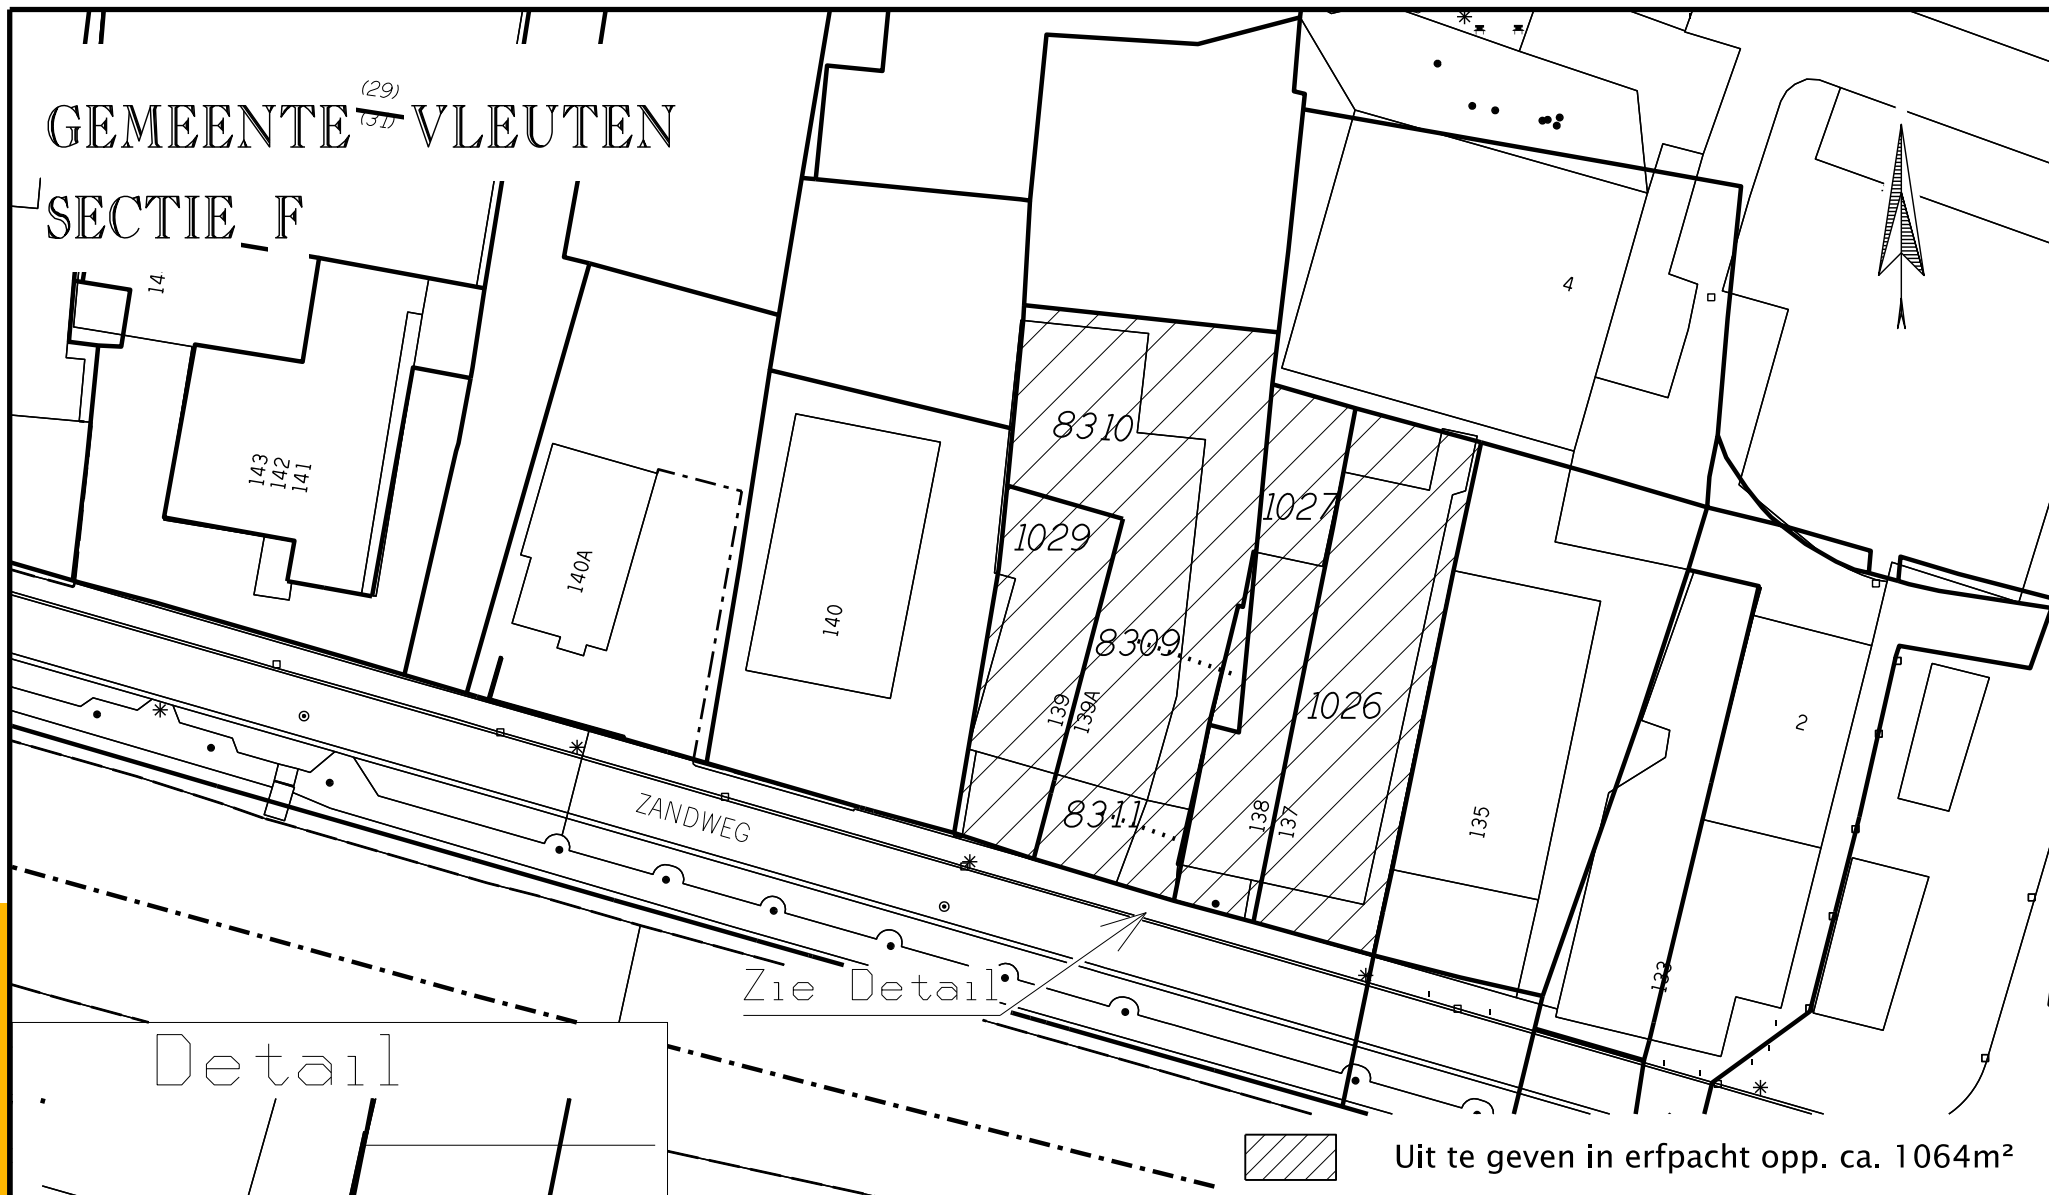 (29)
(31)
GEMEENTE VLEUTEN
SECTIE F
14
4
8310
143
142
141
1027
1029
140A
140
8309
1026
139
139A
2
ZANDWEG
8311
138
137
135
133
Zie Detail
Detail
Uit te geven in erfpacht opp. ca. 1064m²